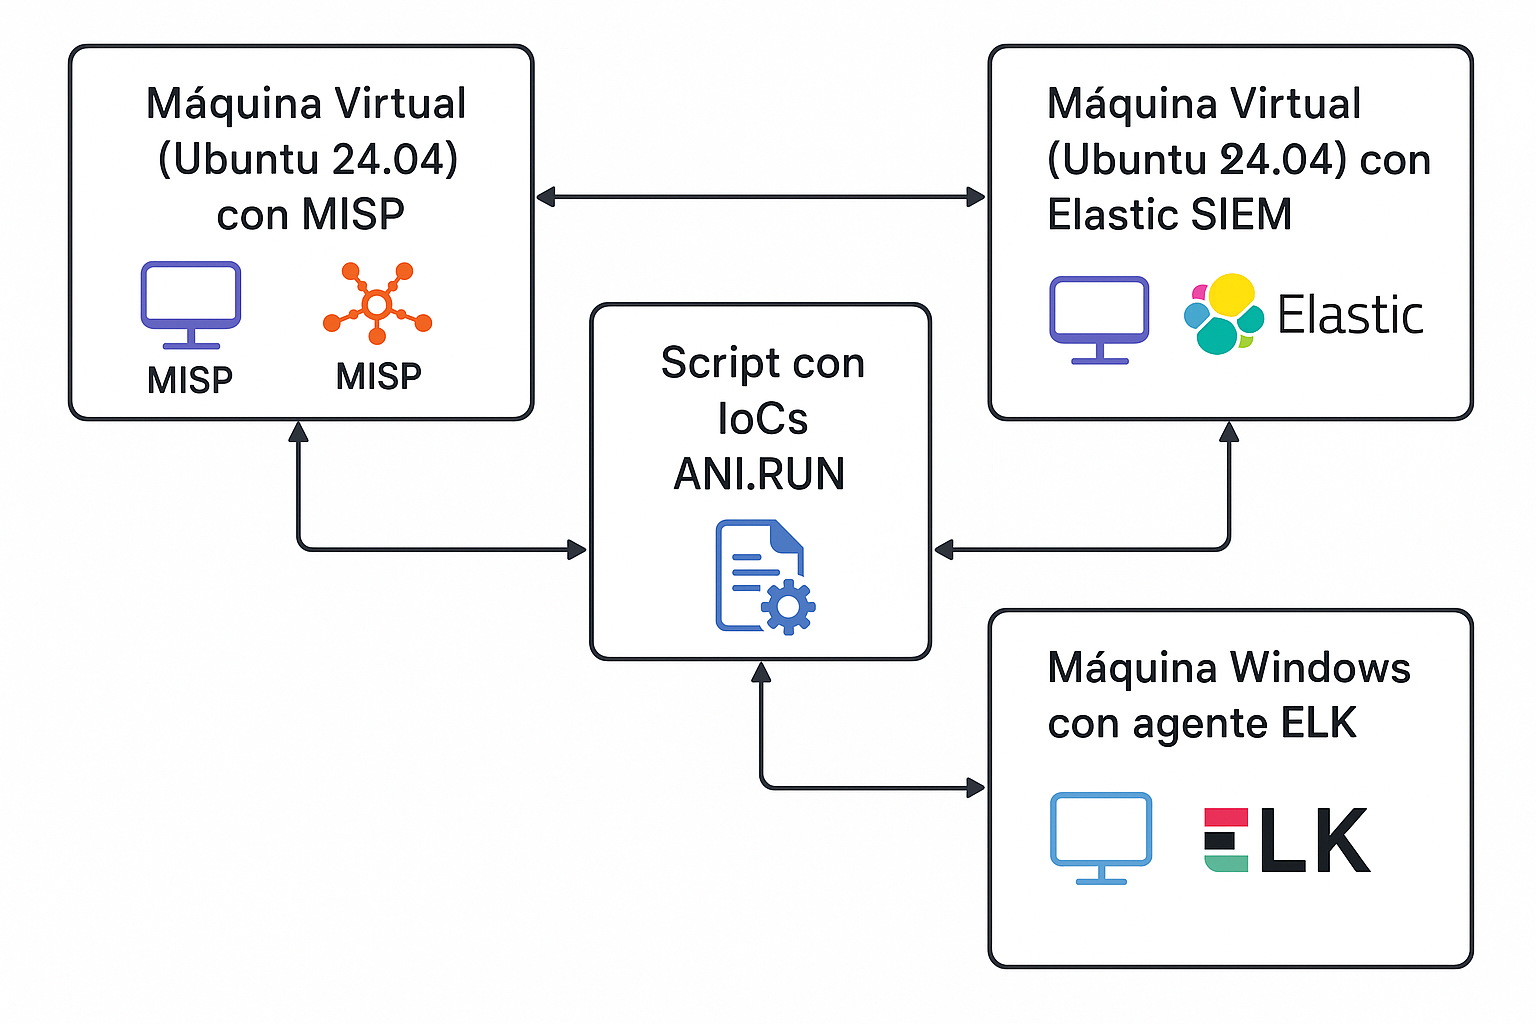 Máquina Virtual
(Ubuntu 24.04)
con MISP
MISP
MISP
Máquina Virtual
(Ubuntu 24.04) con
Elastic SIEM
Elastic
Script con
IoCs
ANI.RUN
Máquina Windows
con agente ELK
ELK